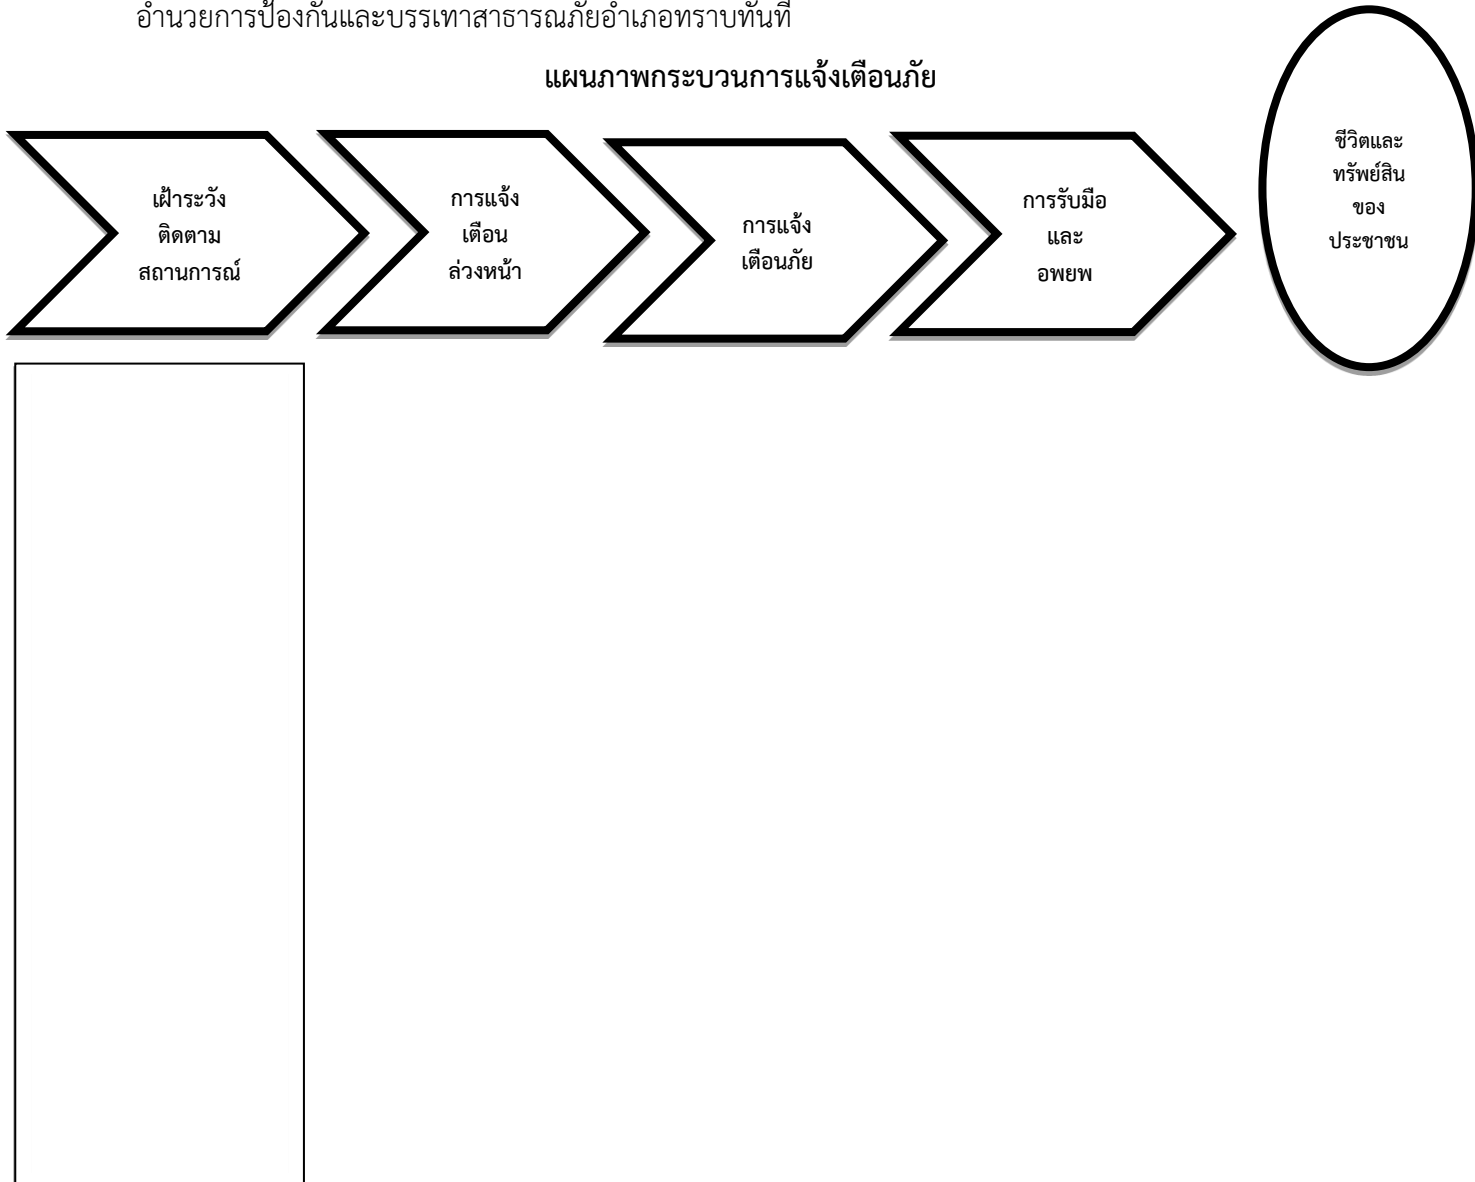 อำนวยการป้องกันและบรรเทาสาธารณภัยอำเภอทราบทันที
แผนภาพกระบวนการแจ้งเตือนภัย
เฝ้าระวัง
ติดตาม
สถานการณ์
การแจ้ง
เตือน
ล่วงหน้า
การแจ้ง
เตือนภัย
การรับมือ
และ
อพยพ
ชีวิตและ
ทรัพย์สิน
ของ
ประชาชน